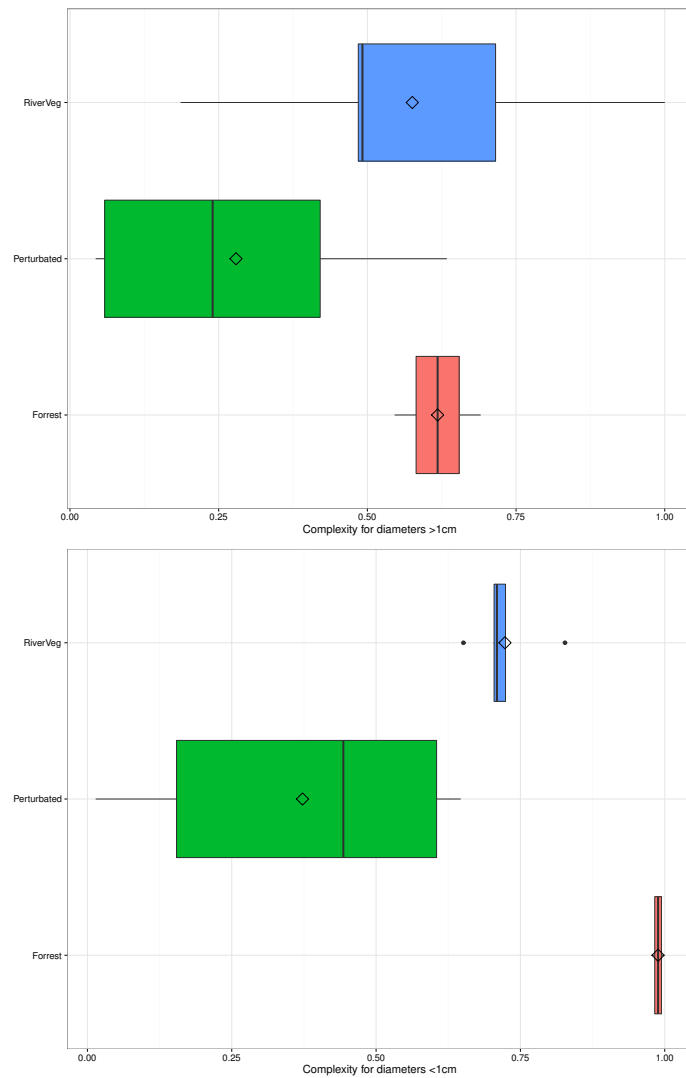 RiverVeg
Perturbated
Forrest
0.00 0.25 0.50 0.75 1.00
Complexity for diameters >1cm
RiverVeg
Perturbated
Forrest
0.00 0.25 0.50 0.75 1.00
Complexity for diameters <1cm